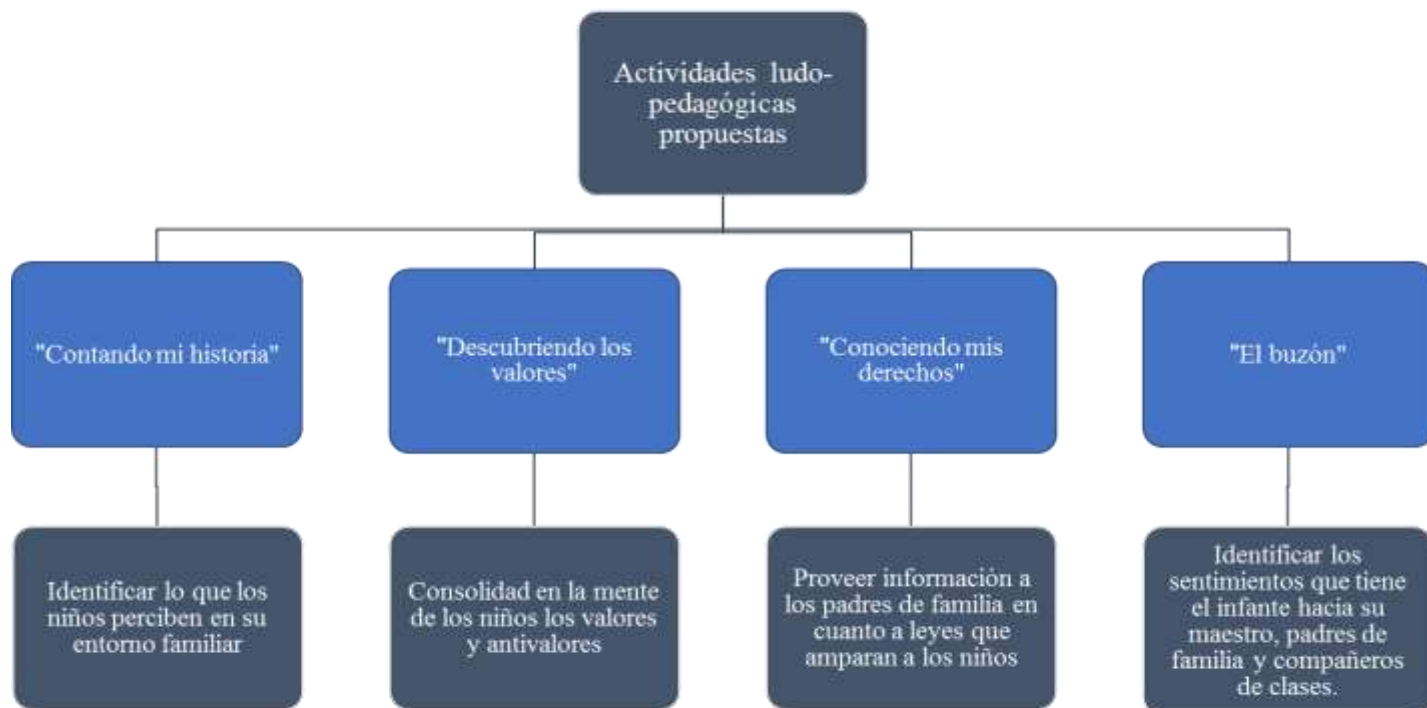 Actividades ludo-
pedagógicas
propuestas
"Contando mi historia"
"Descubriendo los
valores"
"Conociendo mis
derechos"
"El buzón"
Identificar lo que los
niños perciben en su
entorno familiar
Consolidad en la mente
de los niños los valores
y antivalores
Proveer información a
los padres de familia en
cuanto a leyes que
amparan a los niños
Identificar los
sentimientos que tiene
el infante hacia su
maestro, padres de
familia y compañeros
de clases.